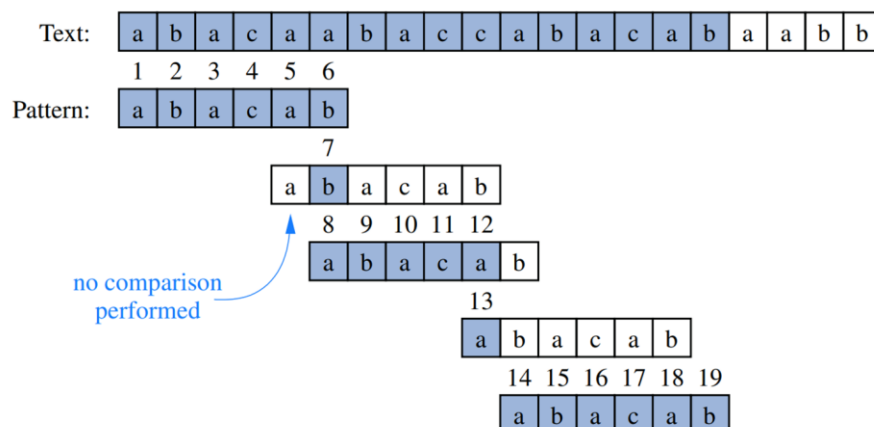 Text: a b a c a a b a c c a b a c a b a a b b
1 2 3 4 5 6
Pattern: a b a c a b
7
a b a c a b
8 9 10 11 12
a b a c a b
no comparison
performed
13
a b a c a b
14 15 16 17 18 19
a b a c a b